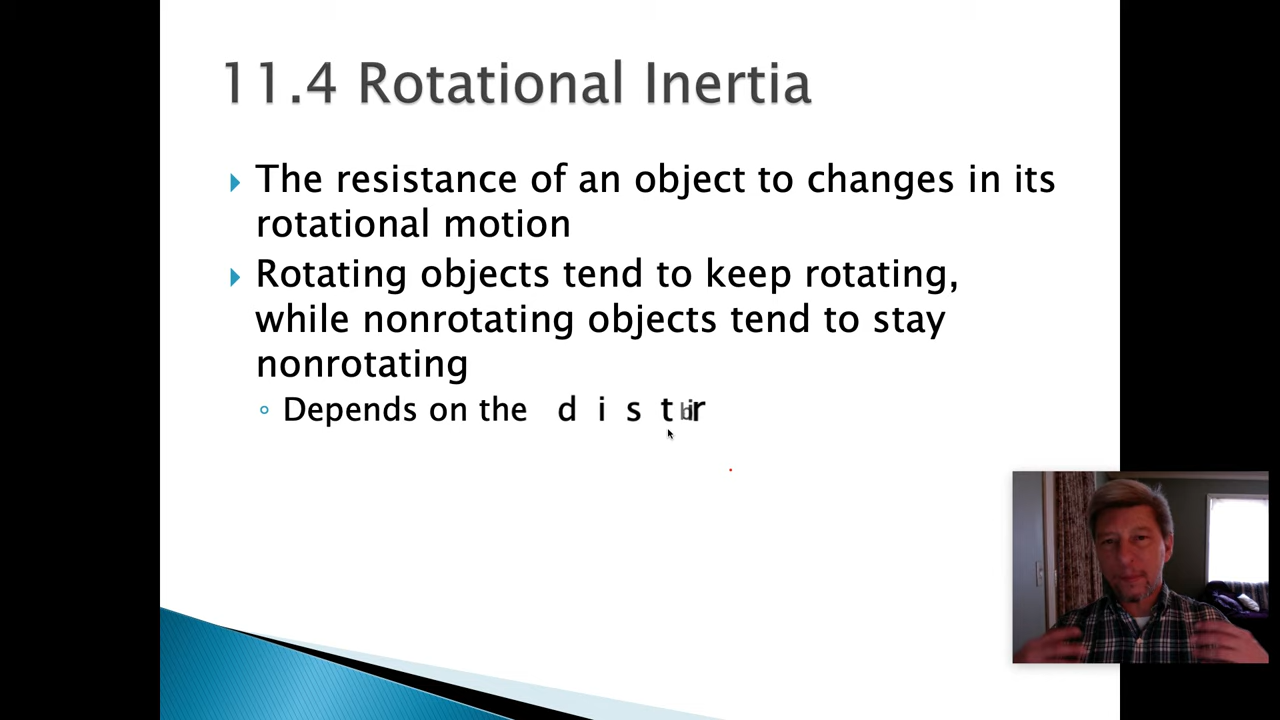 11.4 Rotational Inertia
The resistance of an object to changes in its
rotational motion
Rotating objects tend to keep rotating,
while nonrotating objects tend to stay
nonrotating
Depends on the